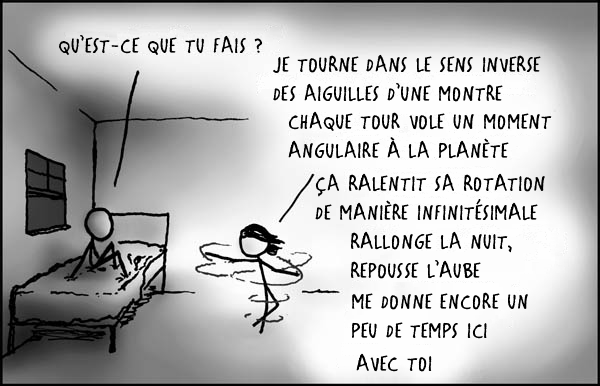 QU'EST-CE QUE TU FAIS ?
JE TOURNE DANS LE SENS INVERSE
DES AIGUILLES D'UNE MONTRE
CHAQUE TOUR VOLE UN MOMENT
ANGULAIRE À LA PLANÈTE
ÇA RALENTIT SA ROTATION
DE MANIÈRE INFINITÉSIMALE
RALLONGE LA NUIT,
REPOUSSE L'AUBE
ME DONNE ENCORE UN
PEU DE TEMPS ICI
AVEC TOI